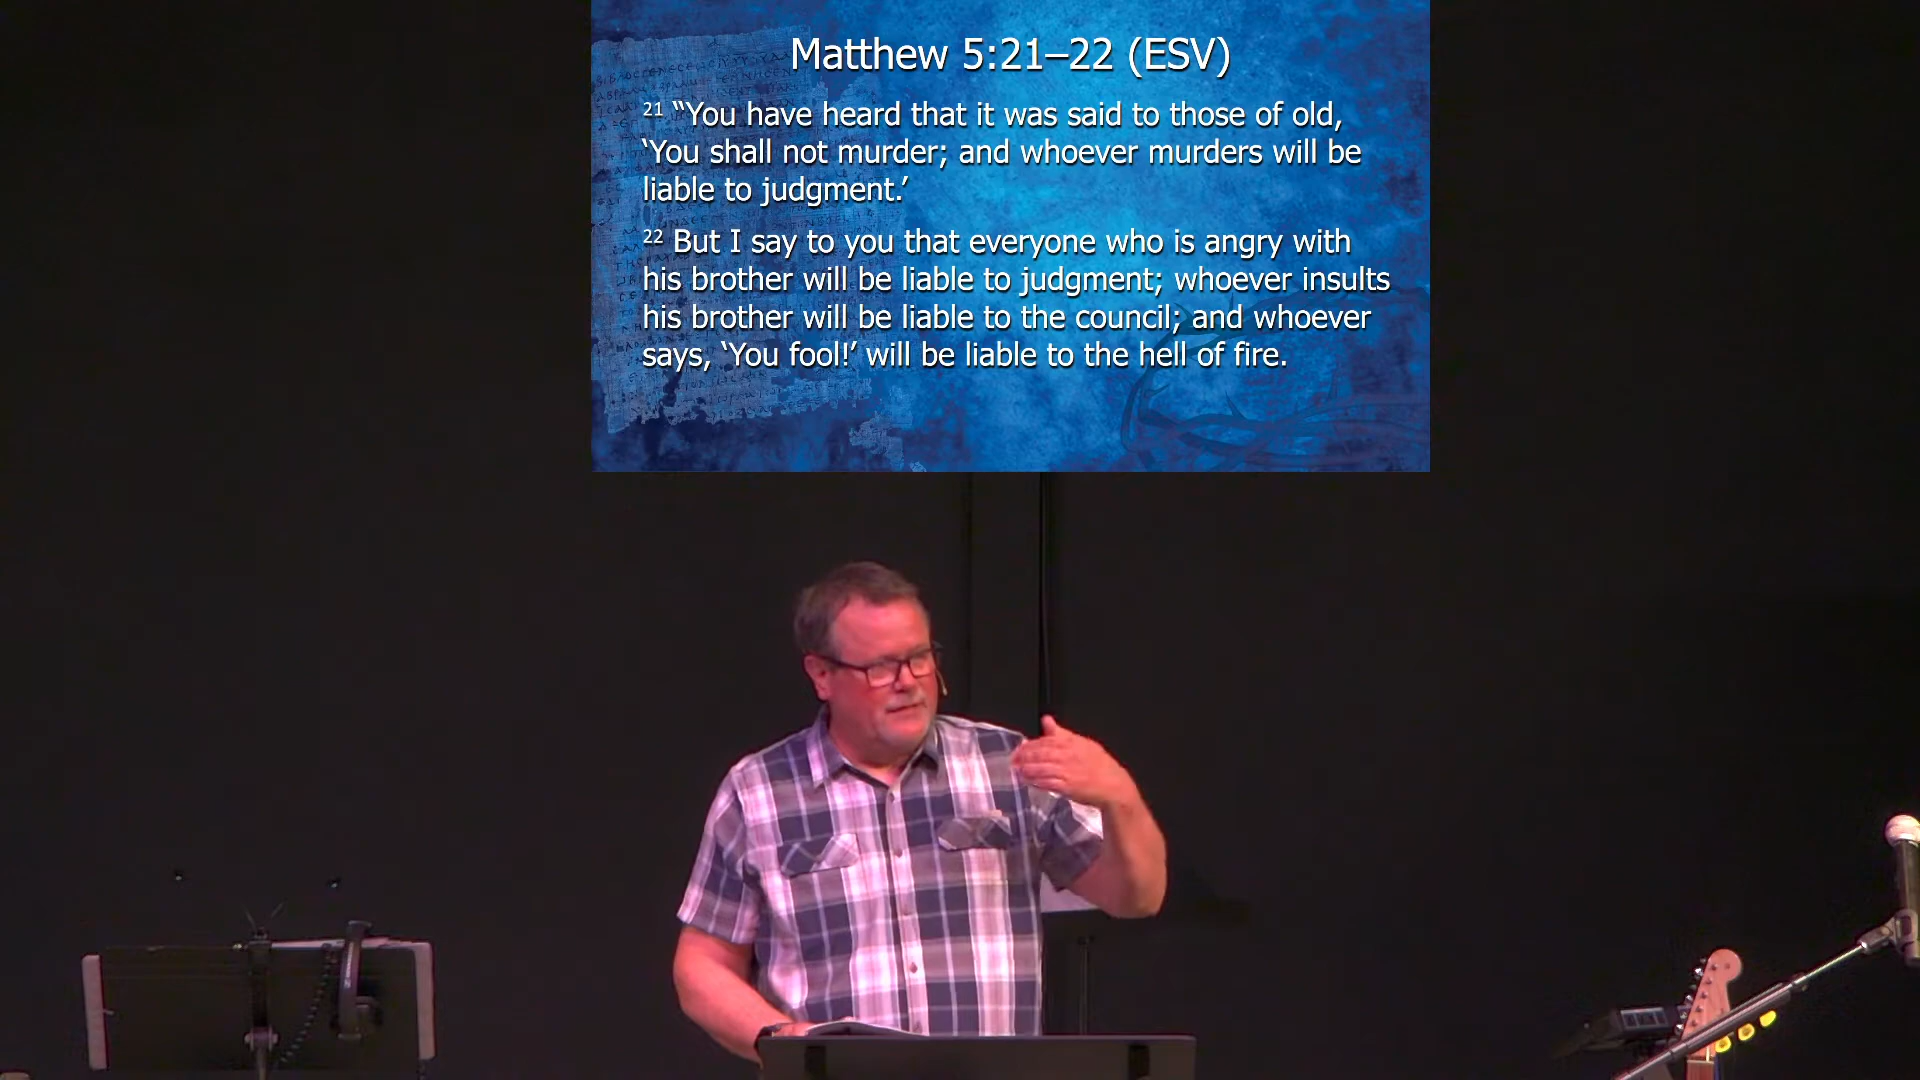 Matthew 5:21–22 (ESV)
21 “You have heard that it was said to those of old,
‘You shall not murder; and whoever murders will be
liable to judgment.’
22 But I say to you that everyone who is angry with
his brother will be liable to judgment; whoever insults
his brother will be liable to the council; and whoever
says, ‘You fool!’ will be liable to the hell of fire.